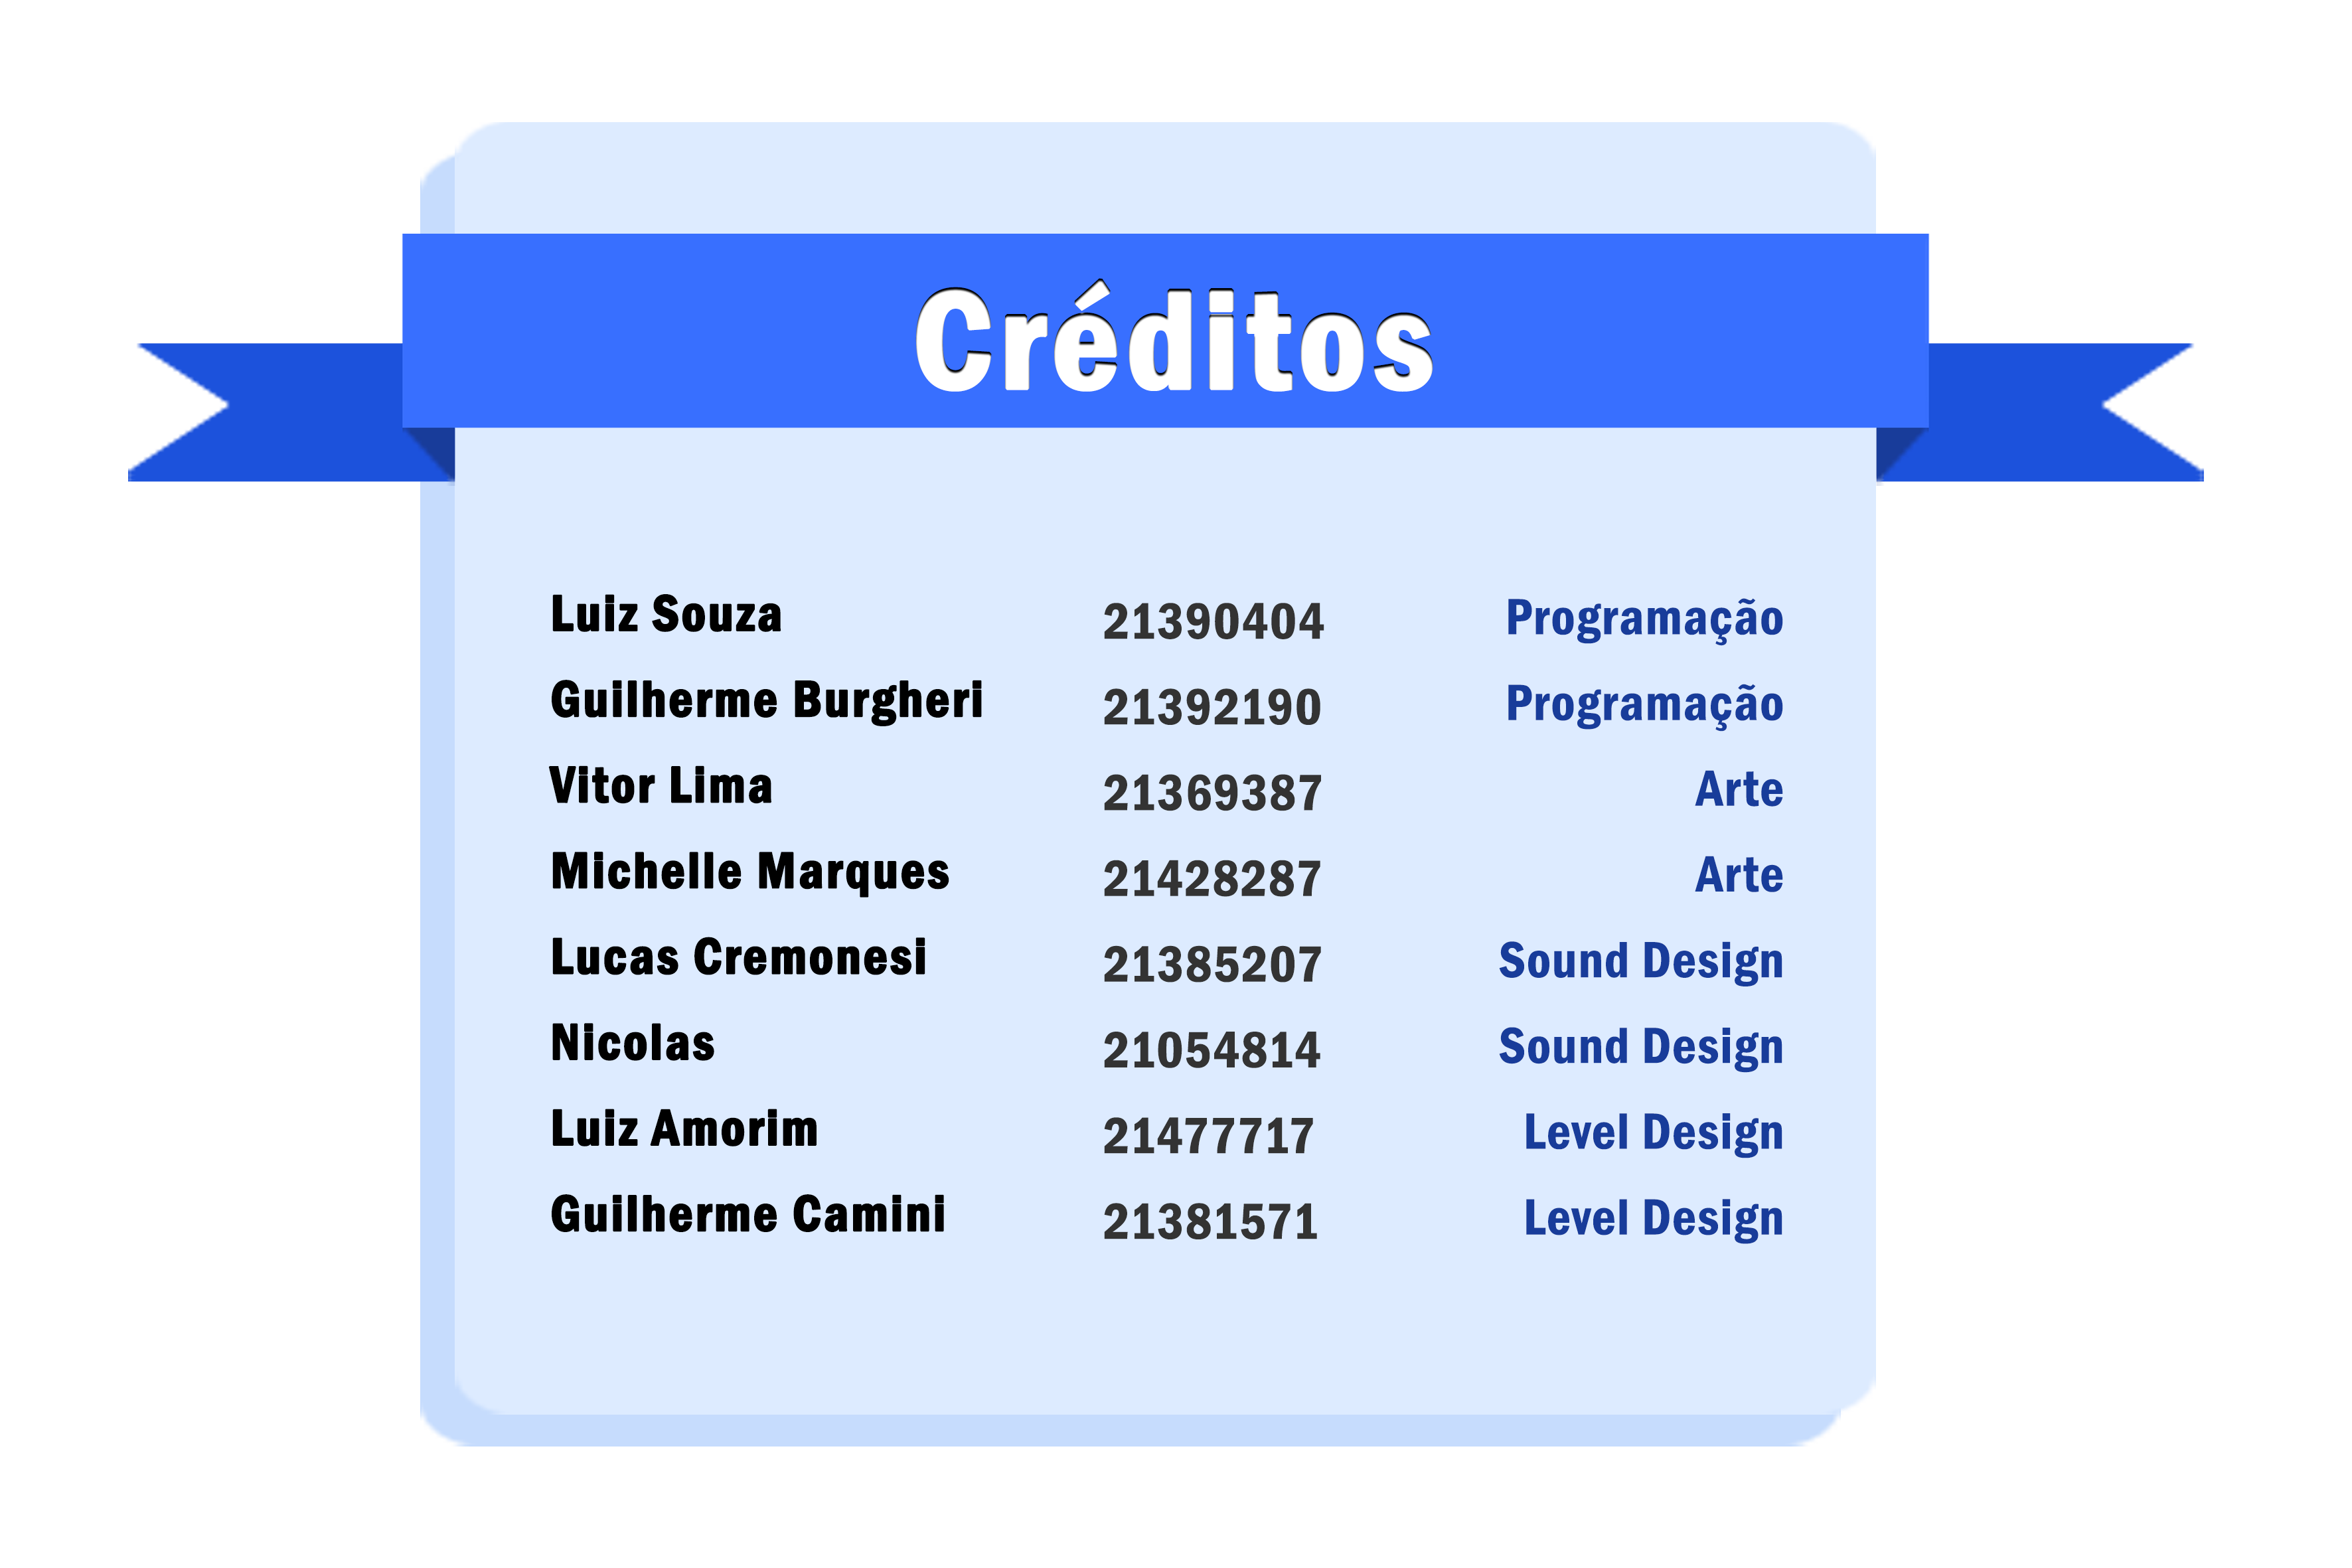 Créditos
Luiz Souza 21390404 Programação
Guilherme Burgheri 21392190 Programação
Vitor Lima 21369387 Arte
Michelle Marques 21428287 Arte
Lucas Cremonesi 21385207 Sound Design
Nicolas 21054814 Sound Design
Luiz Amorim 21477717 Level Design
Guilherme Camini 21381571 Level Design